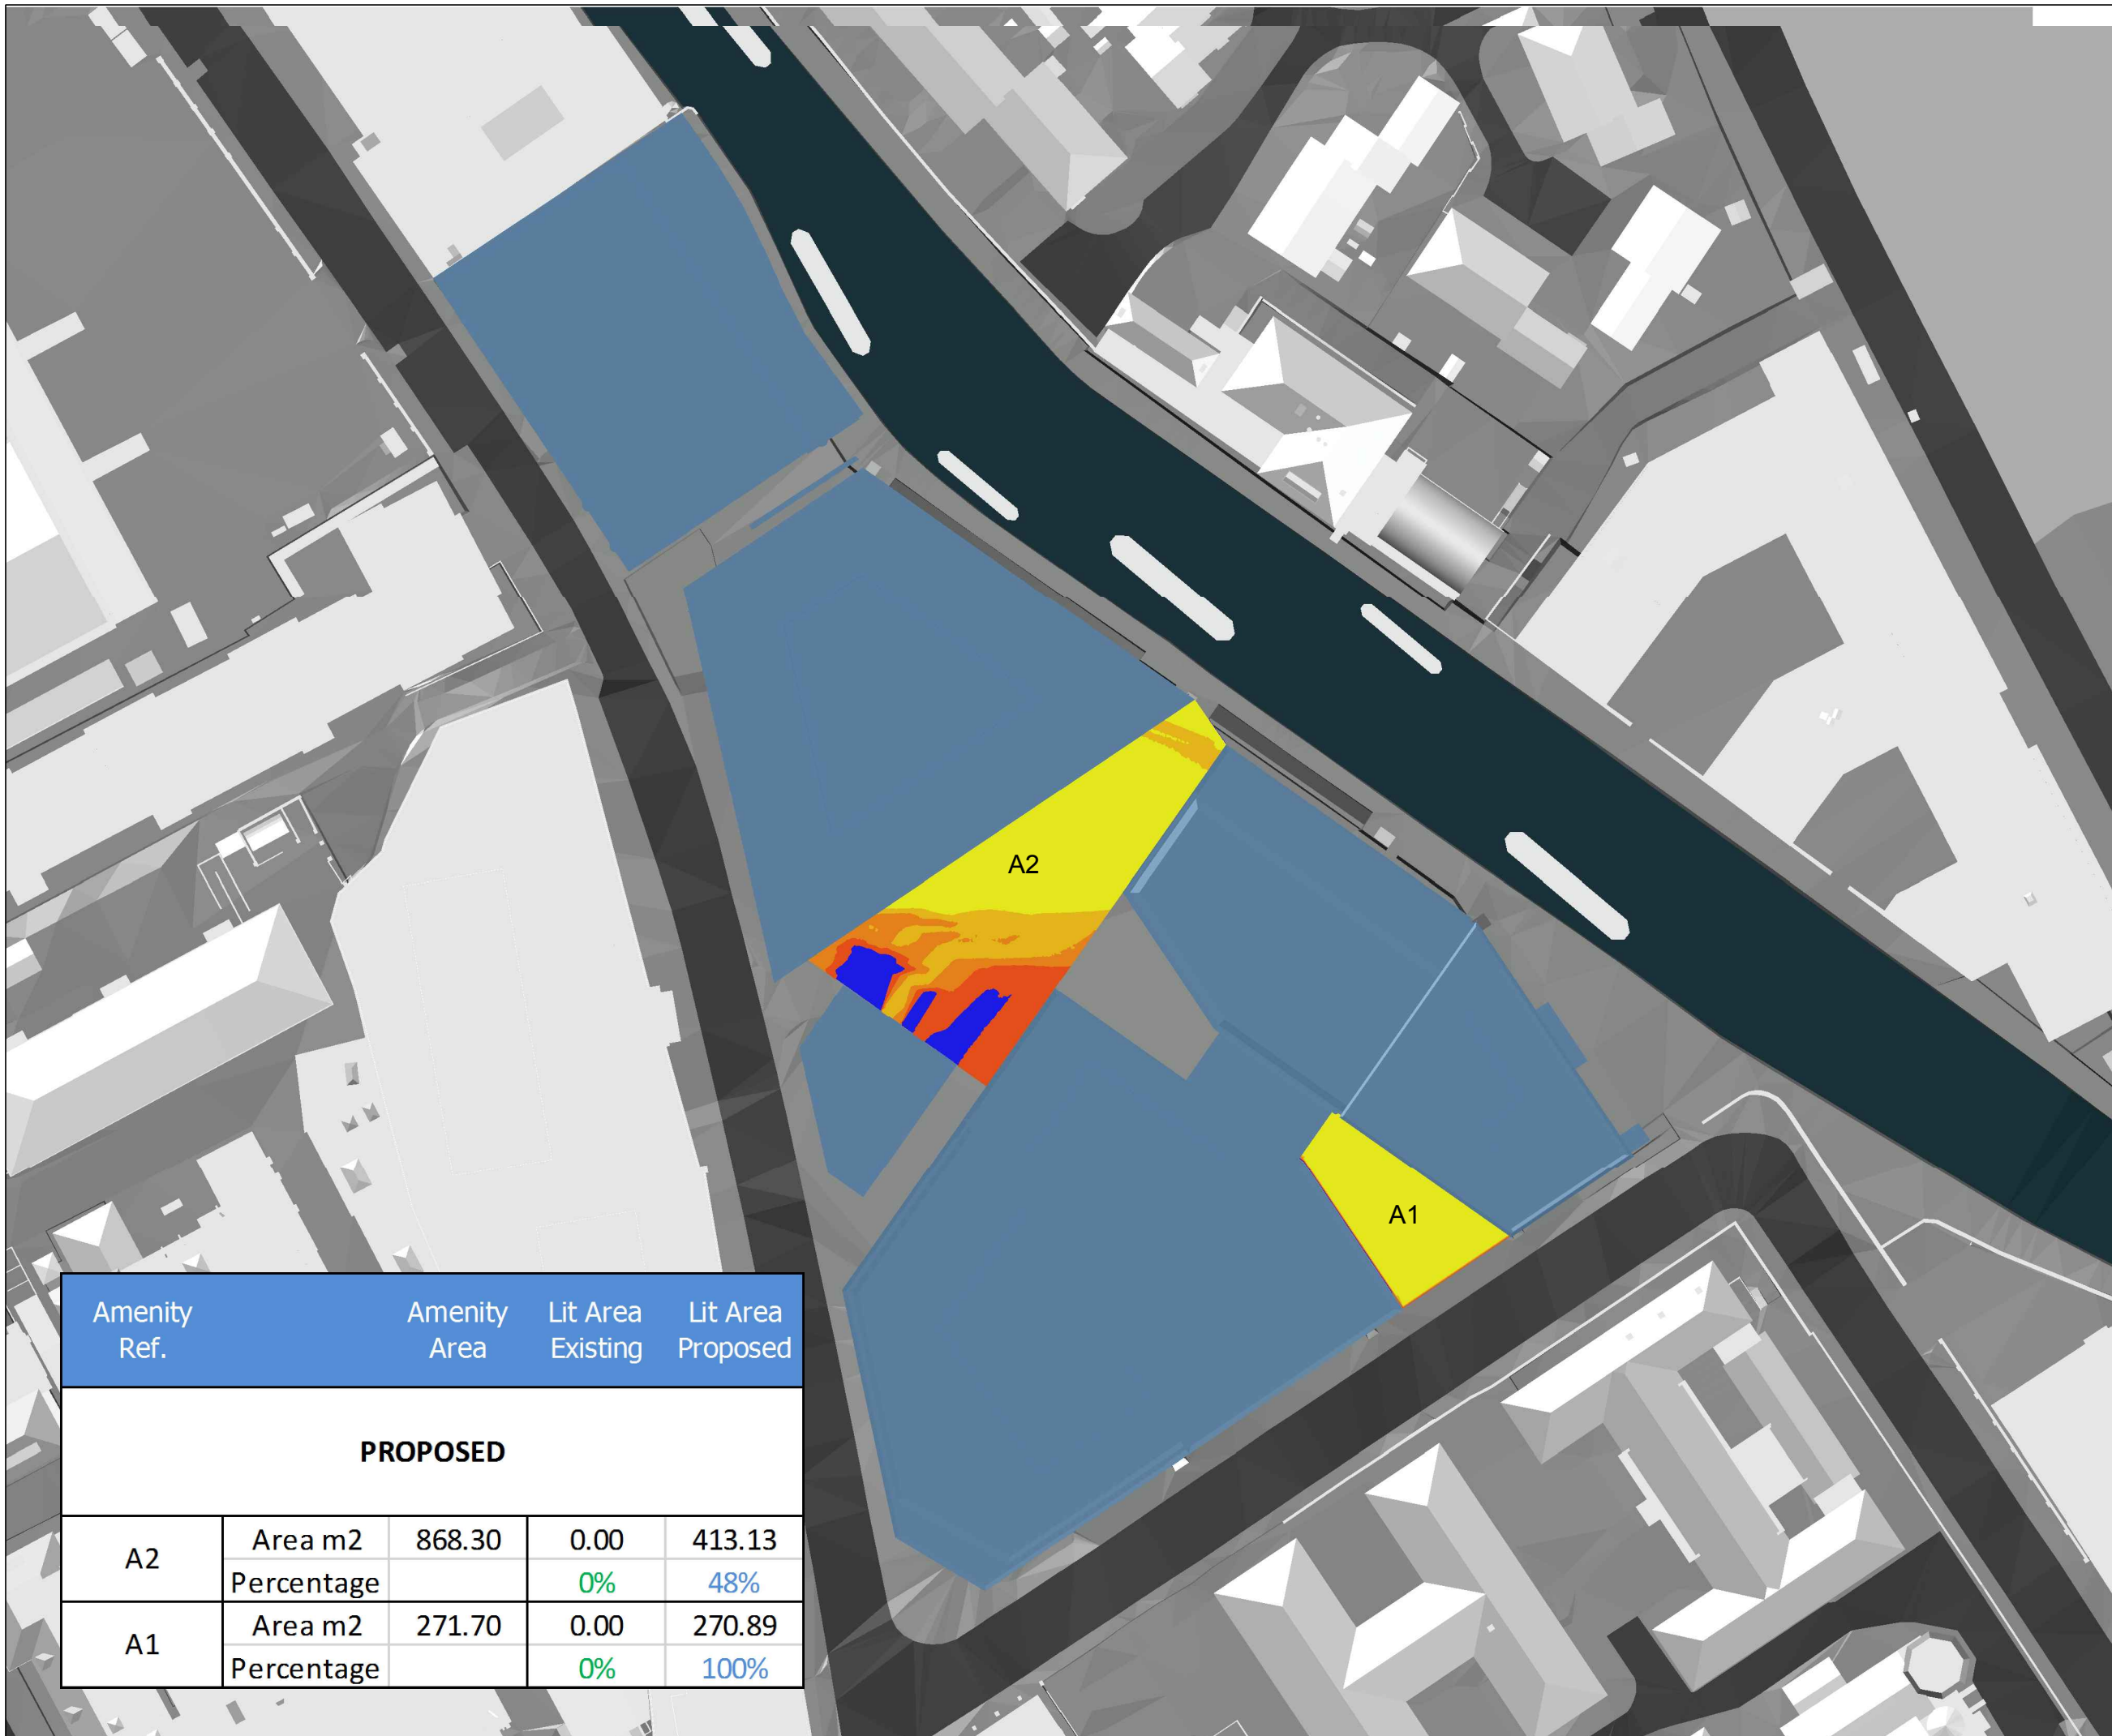 A2
A1
Amenity Ref. Amenity Area Lit Area Existing Lit Area Proposed
PROPOSED
A2 Area m2 868.30 0.00 413.13
Percentage 0% 48%
A1 Area m2 271.70 0.00 270.89
Percentage 0% 100%